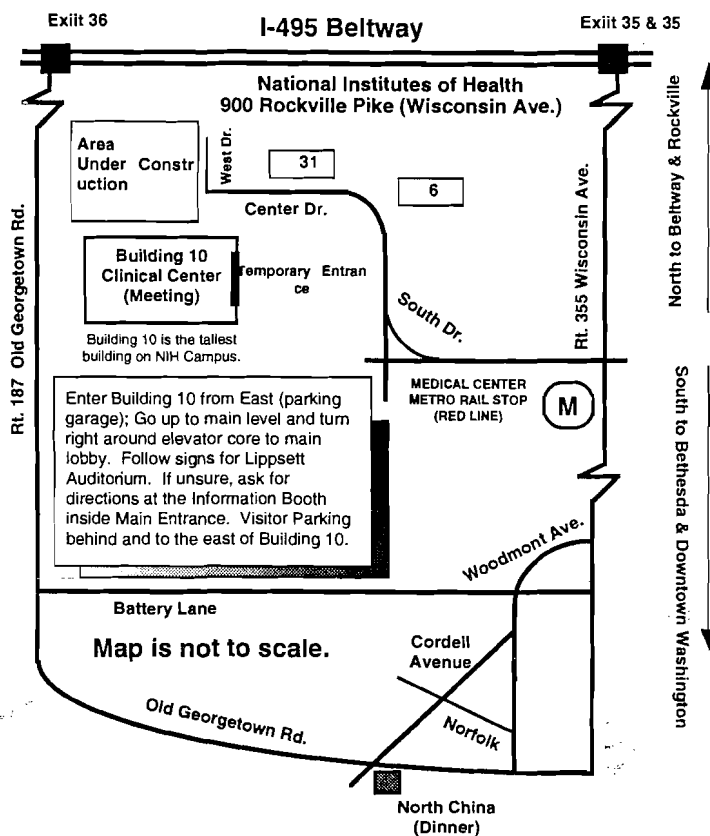 Exiit 36
I-495 Beltway
Exiit 35 & 35
National Institutes of Health
900 Rockville Pike (Wisconsin Ave.)
North to Beltway & Rockville
Area
Under Constr
uction
West Dr.
31
6
Center Dr.
Rt. 187 Old Georgetown Rd.
Building 10
Clinical Center
(Meeting)
Temporary Entran
ce
South Dr.
Rt. 355 Wisconsin Ave.
Building 10 is the tallest
building on NIH Campus.
MEDICAL CENTER
METRO RAIL STOP
(RED LINE)
M
Enter Building 10 from East (parking
garage); Go up to main level and turn
right around elevator core to main
lobby. Follow signs for Lippsett
Auditorium. If unsure, ask for
directions at the Information Booth
inside Main Entrance. Visitor Parking
behind and to the east of Building 10.
South to Bethesda & Downtown Washington
Woodmont Ave.
Battery Lane
Map is not to scale.
Cordell
Avenue
Norfolk
Old Georgetown Rd.
North China
(Dinner)